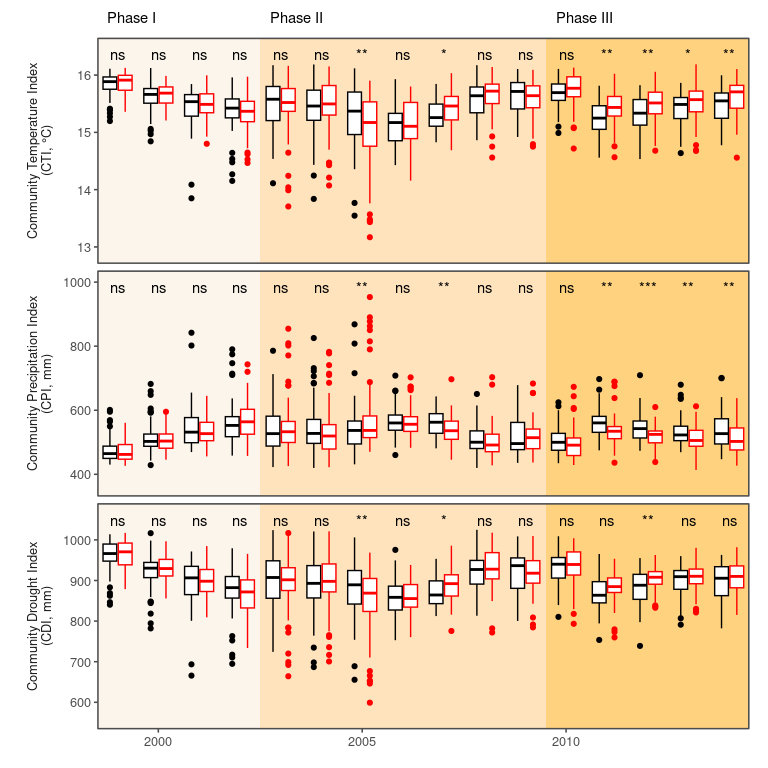 Phase I Phase II Phase III
ns ns ns ns ns ns ** ns * ns ns ns ** ** * **
Community Temperature Index
(CTI, °C)
16
15
14
13
ns ns ns ns ns ns ** ns * ns ns ns ** *** ** **
Community Precipitation Index
(CPI, mm)
1000
800
600
400
ns ns ns ns ns ns ** ns * ns ns ns ns ** ns ns
Community Drought Index
(CDI, mm)
1000
900
800
700
600
2000 2005 2010